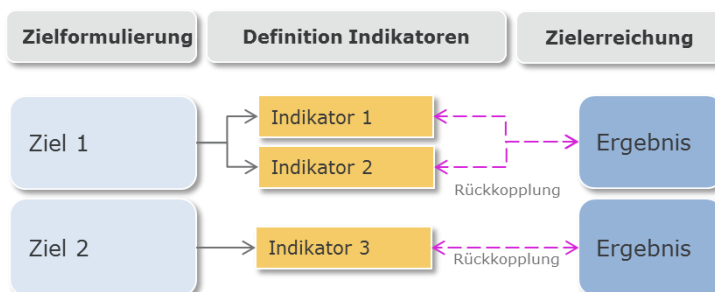 Zielformulierung
Definition Indikatoren
Zielerreichung
Ziel 1
Indikator 1
Indikator 2
Rückkopplung
Ergebnis
Ziel 2
Indikator 3
Rückkopplung
Ergebnis